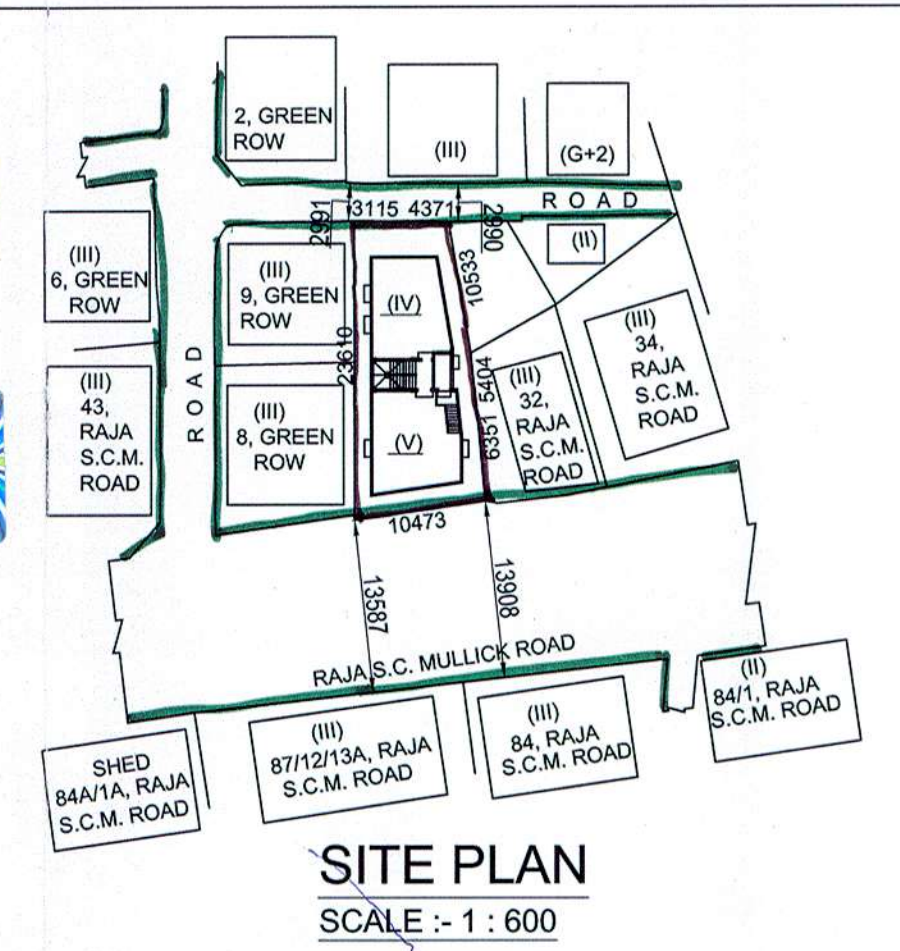 2, GREEN
ROW
(III)
(G+2)
ROAD
2991
3115 4371
2990
(II)
(III)
6, GREEN
ROW
(III)
9, GREEN
ROW
(IV)
10533
(III)
34,
RAJA
S.C.M.
ROAD
ROAD
23610
5404
6351
(III)
32,
RAJA
S.C.M.
ROAD
(III)
43,
RAJA
S.C.M.
ROAD
(III)
8, GREEN
ROW
(V)
10473
13587
13908
RAJA S.C. MULLICK ROAD
(II)
84/1, RAJA
S.C.M. ROAD
(III)
84, RAJA
S.C.M. ROAD
(III)
87/12/13A, RAJA
S.C.M. ROAD
SHED
84A/1A, RAJA
S.C.M. ROAD
SITE PLAN
SCALE :- 1 : 600